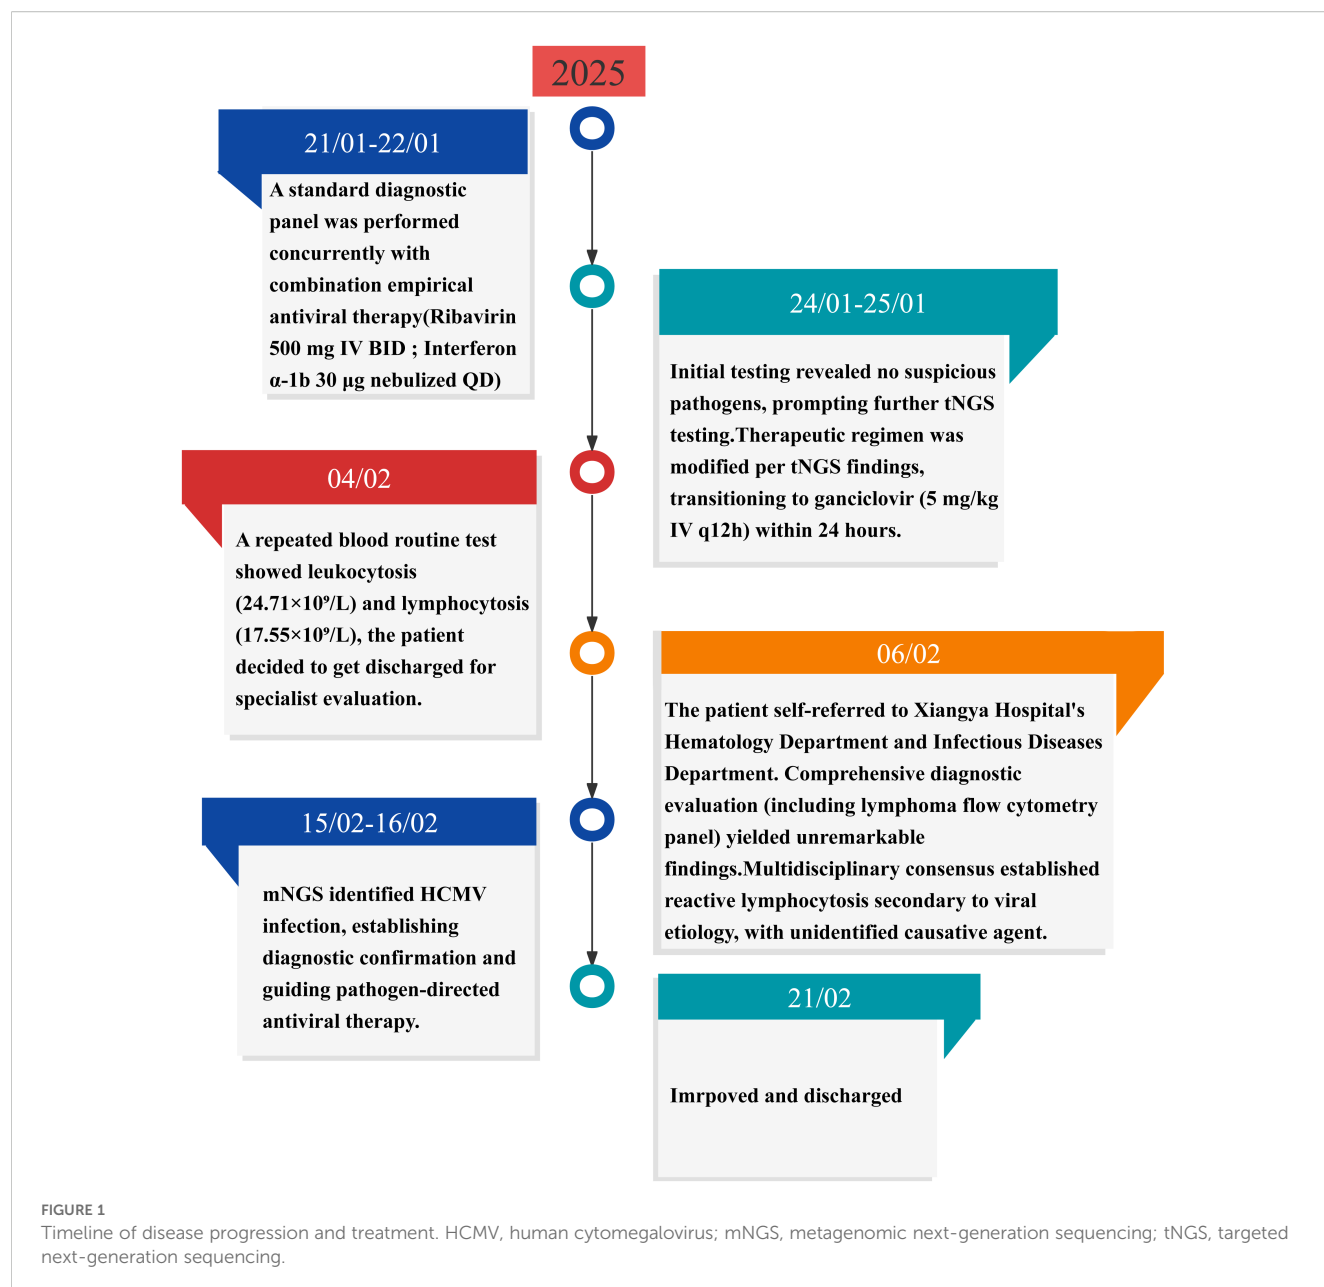 2025
21/01-22/01
A standard diagnostic
panel was performed
concurrently with
combination empirical
antiviral therapy(Ribavirin
500 mg IV BID ; Interferon
α-1b 30 μg nebulized QD)
24/01-25/01
Initial testing revealed no suspicious
pathogens, prompting further tNGS
testing.Therapeutic regimen was
modified per tNGS findings,
transitioning to ganciclovir (5 mg/kg
IV q12h) within 24 hours.
04/02
A repeated blood routine test
showed leukocytosis
(24.71×10⁹/L) and lymphocytosis
(17.55×10⁹/L), the patient
decided to get discharged for
specialist evaluation.
06/02
The patient self-referred to Xiangya Hospital's
Hematology Department and Infectious Diseases
Department. Comprehensive diagnostic
evaluation (including lymphoma flow cytometry
panel) yielded unremarkable
findings.Multidisciplinary consensus established
reactive lymphocytosis secondary to viral
etiology, with unidentified causative agent.
15/02-16/02
mNGS identified HCMV
infection, establishing
diagnostic confirmation and
guiding pathogen-directed
antiviral therapy.
21/02
Imrpoved and discharged
FIGURE 1
Timeline of disease progression and treatment. HCMV, human cytomegalovirus; mNGS, metagenomic next-generation sequencing; tNGS, targeted
next-generation sequencing.